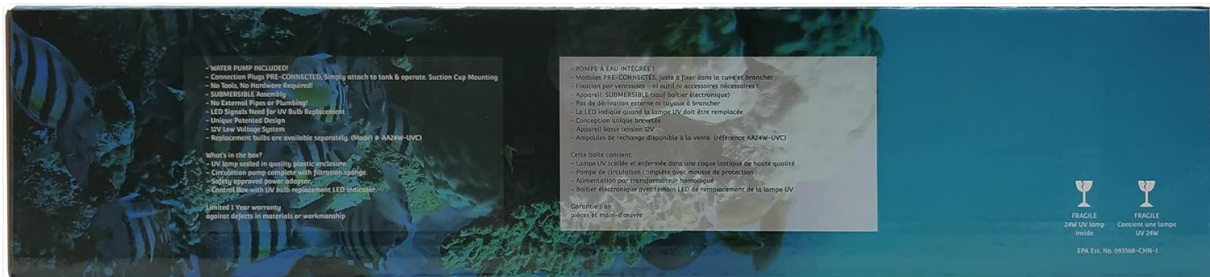 - WATER PUMP INCLUDED!
- Connection Plugs PRE-CONNECTED, Simply attach to tank & operate. Suction Cup Mounting
- No Tools, No Hardware Required!
- SUBMERSIBLE Assembly
- No External Pipes or Plumbing!
- LED Signals Need for UV Bulb Replacement
- Unique Patented Design
- 12V Low Voltage System
- Replacement bulbs are available separately. (Model # AA24W-UVC)
What's in the box?
- UV lamp sealed in quality plastic enclosure.
- Circulation pump complete with filtration sponge.
- Safety approved power adaptor.
- Control Box with UV bulb replacement LED indicator.
Limited 1 Year warranty
against defects in materials or workmanship
- POMPE À EAU INTÉGRÉE !
- Modules PRE-CONNECTÉS, juste à fixer dans la cuve et brancher
- Fixation par ventouses – ni outil ni accessoires nécessaires !
- Appareil SUBMERSIBLE (sauf boîtier électronique)
- Pas de dérivation externe ni tuyaux à brancher
- La LED indique quand la lampe UV doit être remplacée
- Conception unique brevetée
- Appareil basse tension 12V
- Ampoules de rechange disponible à la vente (référence AA24W-UVC)
Cette boîte contient:
- Lampe UV scellée et enfermée dans une coque lastique de haute qualité
- Pompe de circulation complète avec mousse de protection
- Alimentation par transformateur homologué
- Boîtier électronique avec témoin LED de remplacement de la lampe UV
Garantie 1 an
pièces et main-d'œuvre
FRAGILE
24W UV lamp
Inside
FRAGILE
Contient une lampe
UV 24W
EPA Est. No. 093568-CHN-1